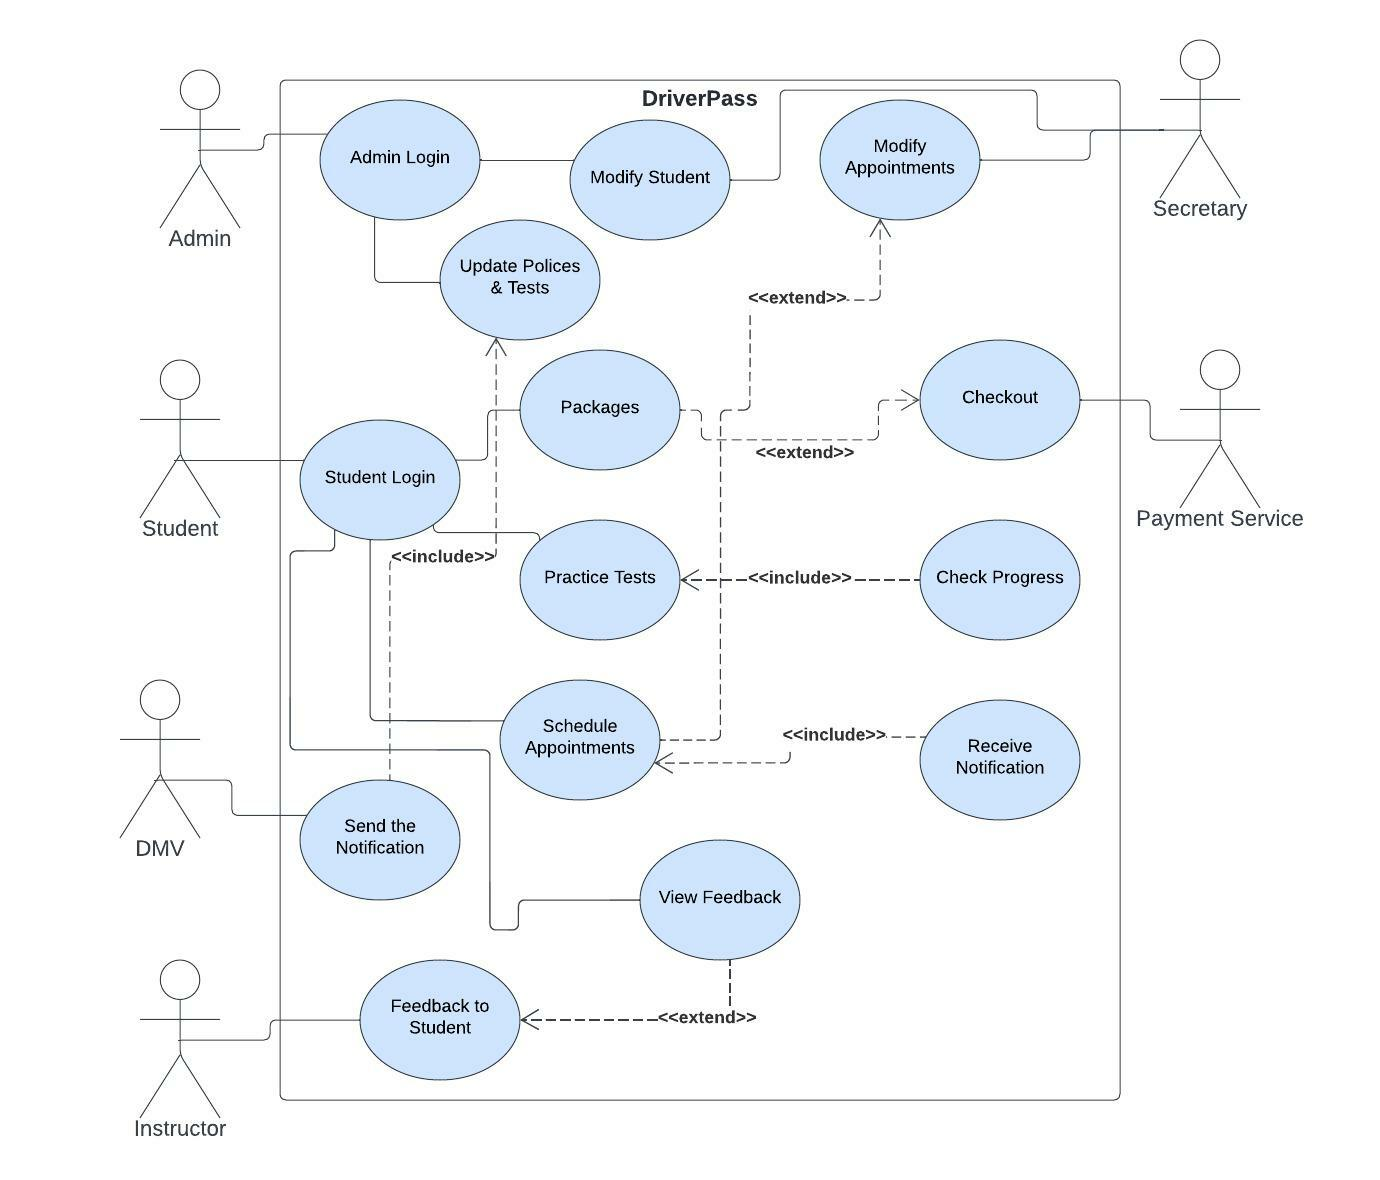 DriverPass
Admin Login
Modify Student
Modify
Appointments
Secretary
Admin
Update Polices
& Tests
<<extend>>
Packages
Checkout
<<extend>>
Student Login
Student
Payment Service
<<include>>
Practice Tests
<<include>>
Check Progress
Schedule
Appointments
<<include>>
Receive
Notification
DMV
Send the
Notification
View Feedback
Feedback to
Student
<<extend>>
Instructor